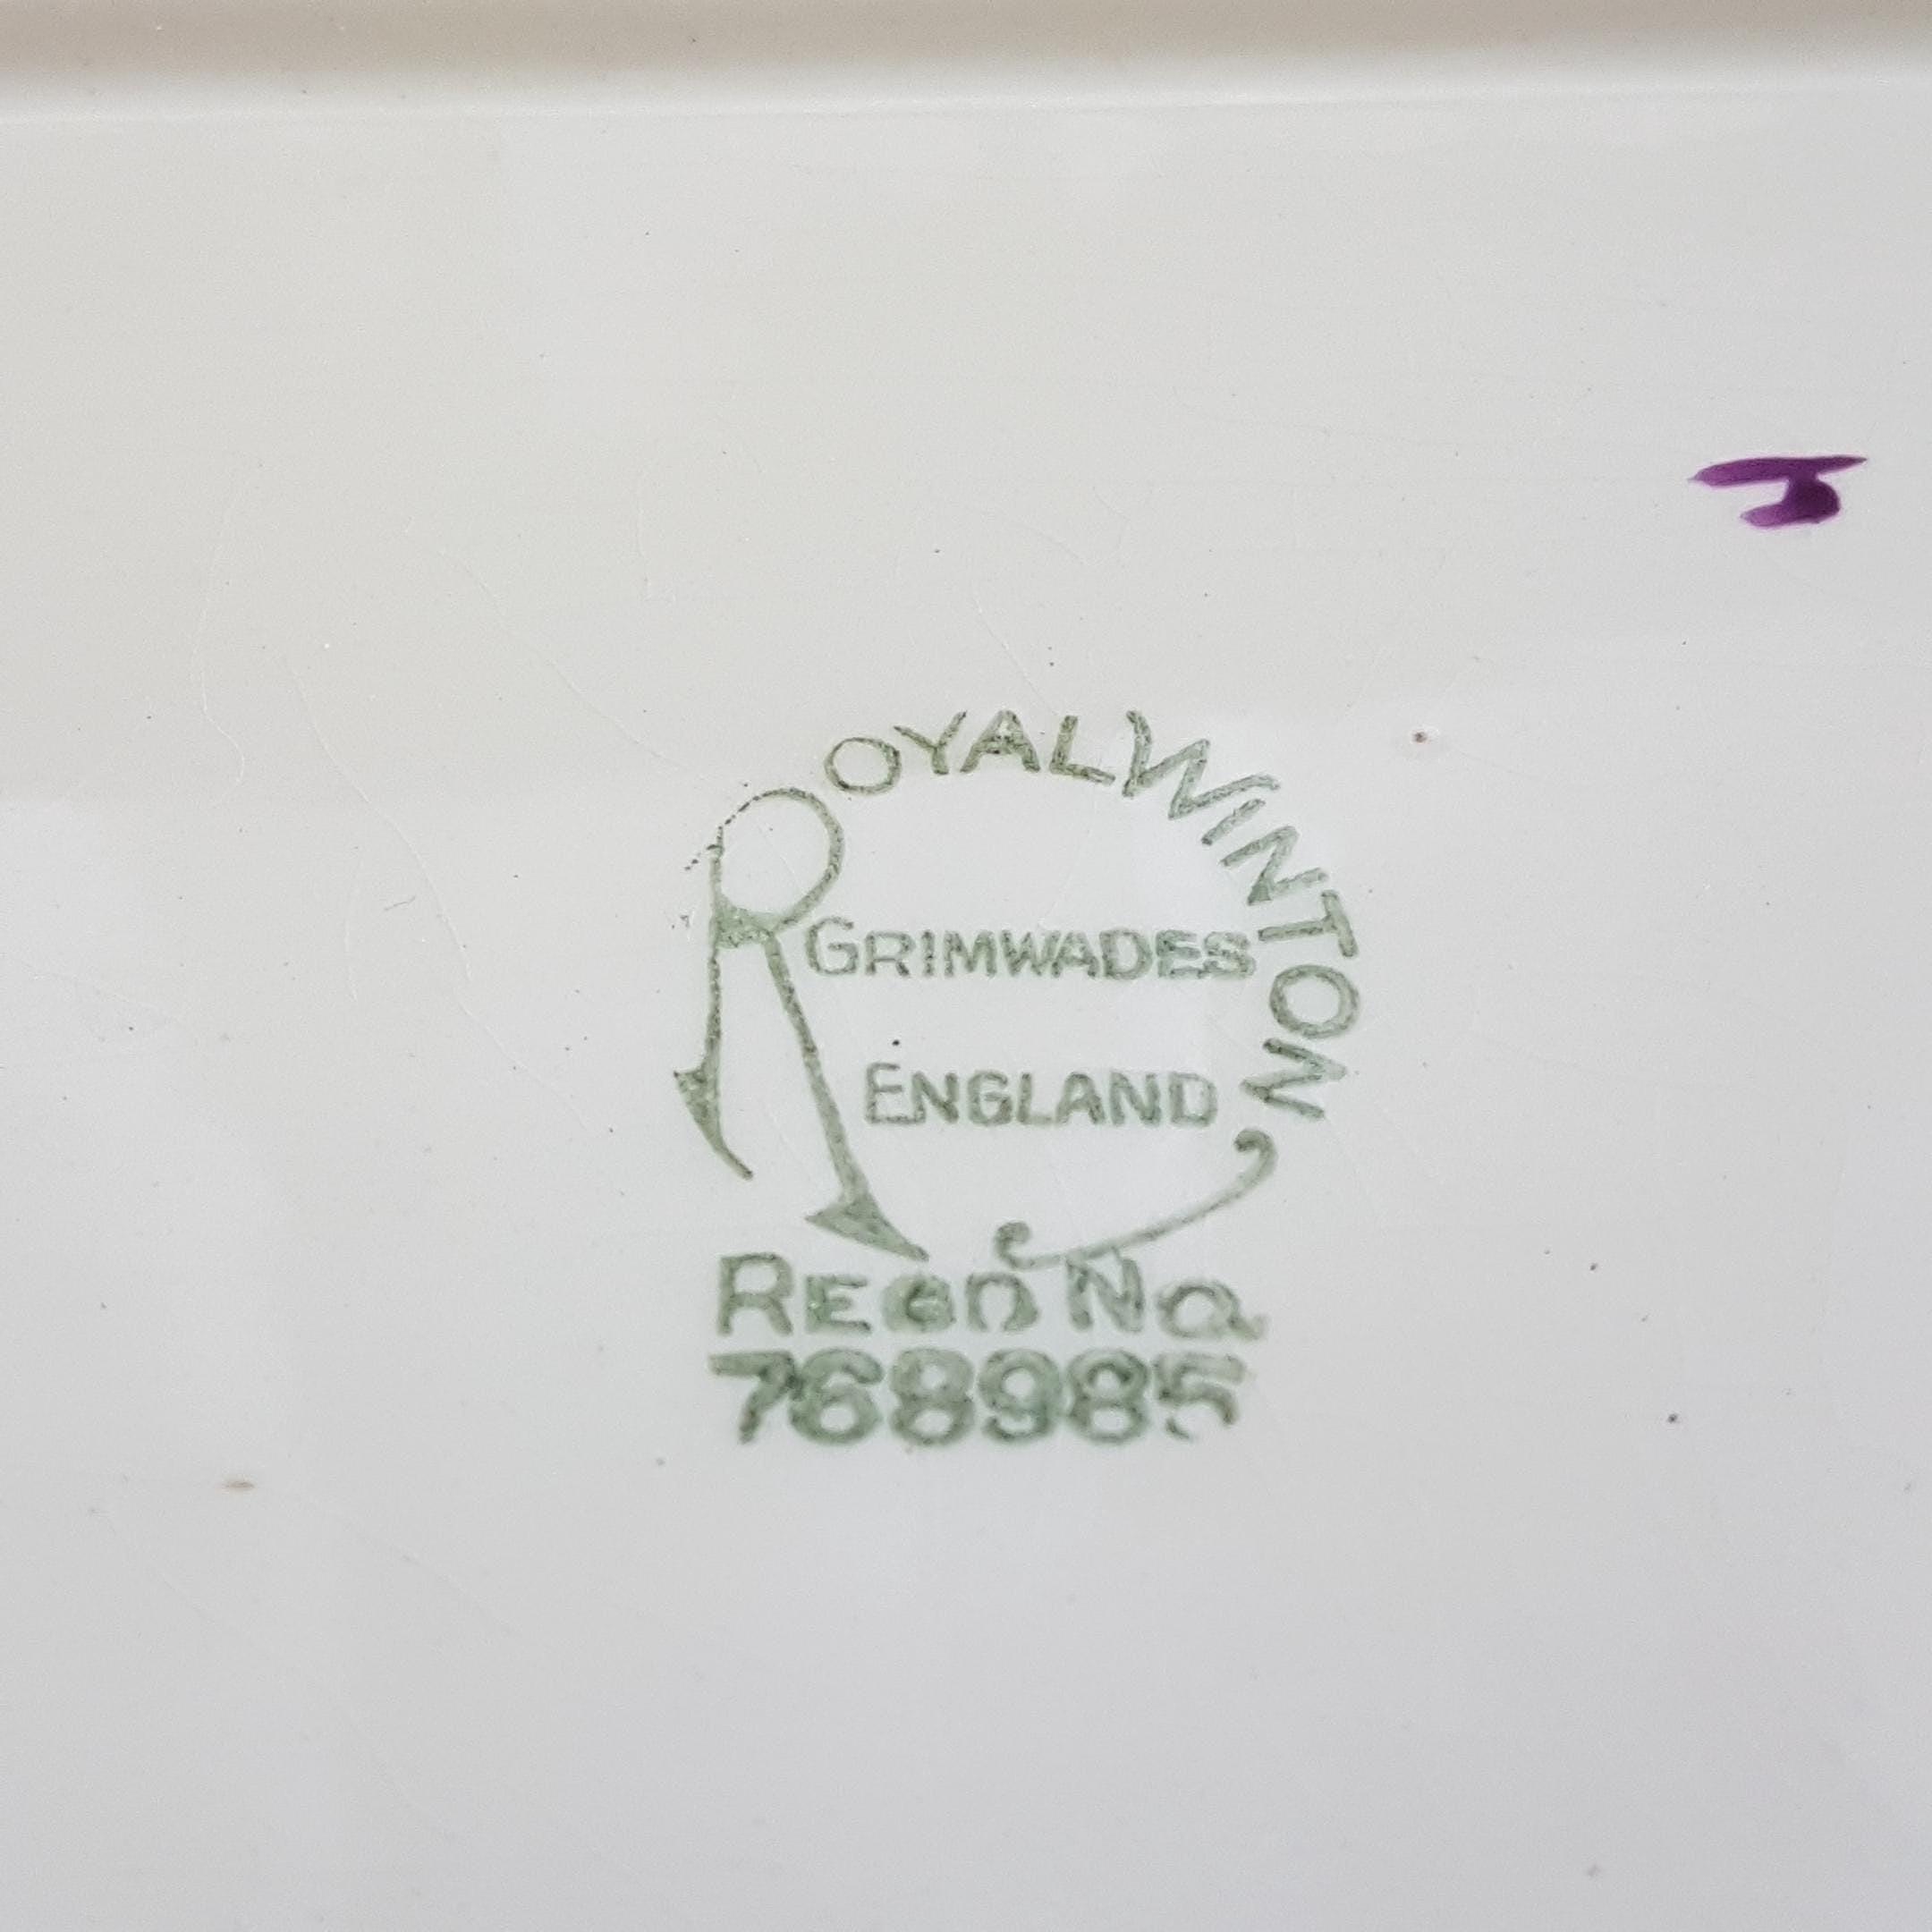 ROYAL WINTON
GRIMWADES
ENGLAND
REGD NO
768985